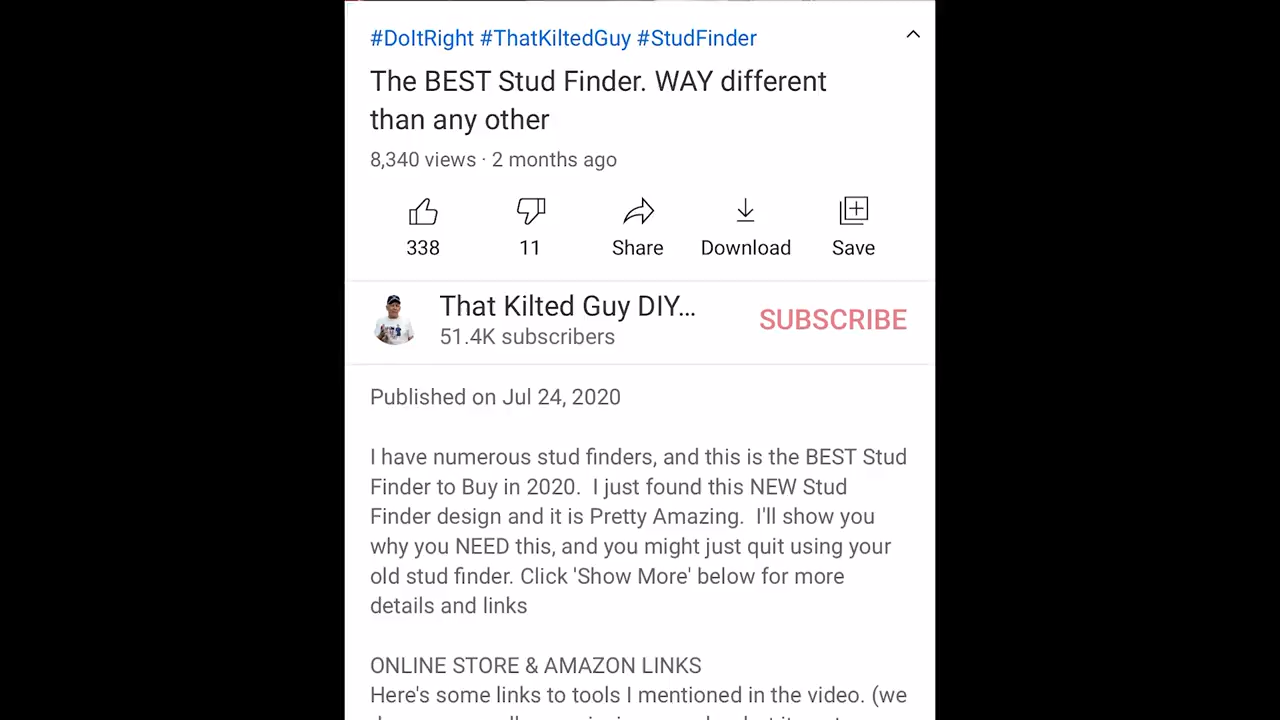 #DoItRight #ThatKiltedGuy #StudFinder
The BEST Stud Finder. WAY different
than any other
8,340 views · 2 months ago
338
11
Share
Download
Save
That Kilted Guy DIY...
51.4K subscribers
SUBSCRIBE
Published on Jul 24, 2020
I have numerous stud finders, and this is the BEST Stud
Finder to Buy in 2020.  I just found this NEW Stud
Finder design and it is Pretty Amazing.  I'll show you
why you NEED this, and you might just quit using your
old stud finder. Click 'Show More' below for more
details and links
ONLINE STORE & AMAZON LINKS
Here's some links to tools I mentioned in the video. (we